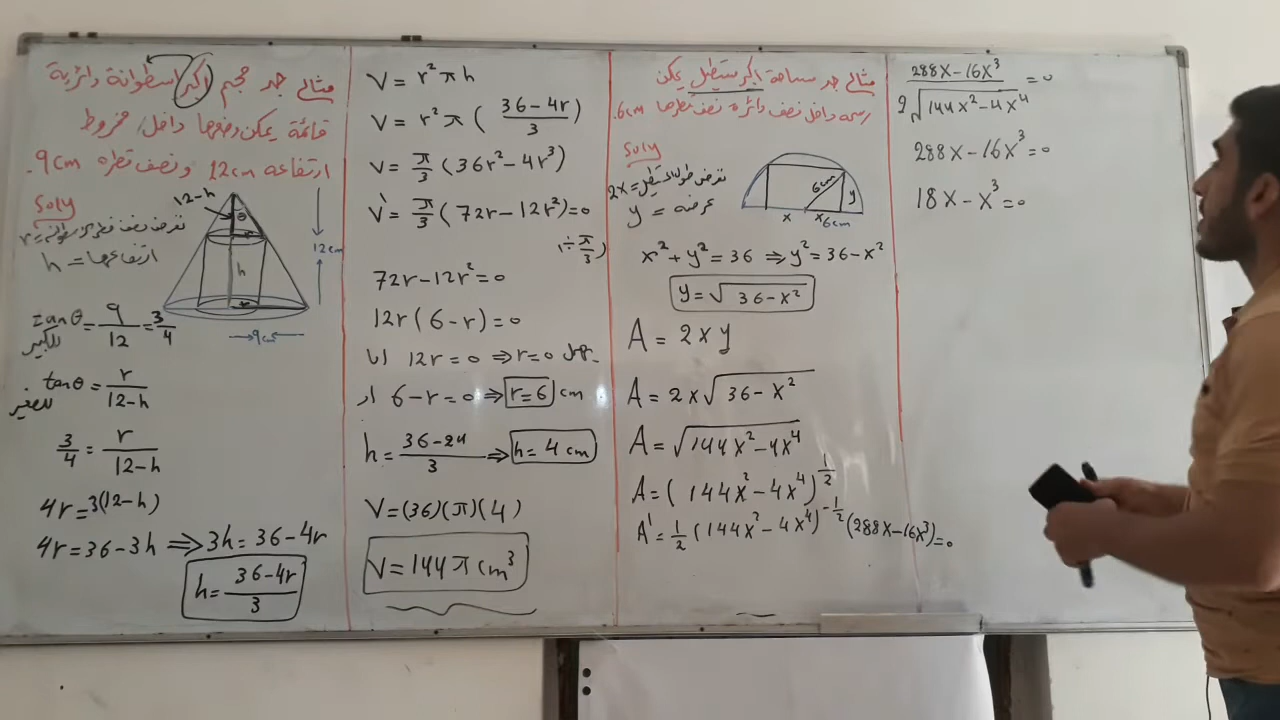 مثال جد حجم اكبر اسطوانة دائرية
قائمة يمكن وضعها داخل مخروط
ارتفاعه 12cm ونصف قطره 9cm.
Soly
نفرض نصف قطر الاسطوانة = r
ارتفاعها = h
12-h
θ
r
h
r
12cm
9cm
tanθ = 9/12 = 3/4
للكبير
tanθ = r/(12-h)
للصغير
3/4 = r/(12-h)
4r = 3(12-h)
4r = 36-3h ⇒ 3h = 36-4r
h = (36-4r)/3
V = r²πh
V = r²π((36-4r)/3)
V = π/3 (36r²-4r³)
V' = π/3 (72r-12r²) = 0
(÷ π/3)
72r-12r² = 0
12r(6-r) = 0
اما 12r = 0 ⇒ r = 0 يهمل
او 6-r = 0 ⇒ r = 6 cm
h = (36-24)/3 ⇒ h = 4 cm
V = (36)(π)(4)
V = 144π cm³
مثال جد مساحة اكبر مستطيل يمكن
رسمه داخل نصف دائرة نصف قطرها 6cm.
Soly
نفرض طول المستطيل = 2x
عرضه = y
6cm
y
x
x
6cm
x² + y² = 36 ⇒ y² = 36-x²
y = √(36-x²)
A = 2xy
A = 2x√(36-x²)
A = √(144x²-4x⁴)
A = (144x²-4x⁴)^(1/2)
A' = 1/2 (144x²-4x⁴)^(-1/2) (288x-16x³) = 0
(288x-16x³)/(2√(144x²-4x⁴)) = 0
288x-16x³ = 0
18x-x³ = 0